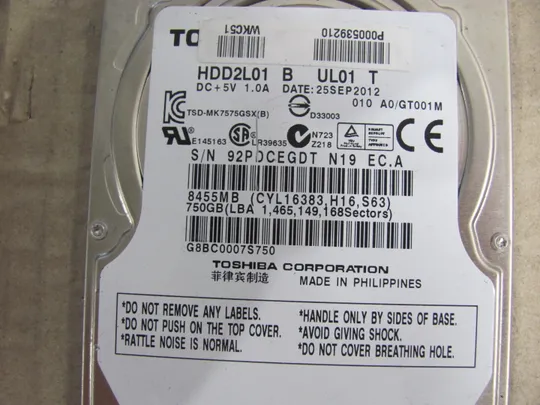 TO
WKC51
P000539210
HDD2L01 B UL01 T
DC+5V 1.0A DATE:25SEP2012
010 A0/GT001M
TSD-MK7575GSX(B)
D33003
E145163
LR39635
N723
Z218
S/N 92PDCEGDT N19 EC.A
8455MB (CYL16383,H16,S63)
750GB(LBA 1,465,149,168Sectors)
G8BC0007S750
TOSHIBA CORPORATION
菲律宾制造 MADE IN PHILIPPINES
*DO NOT REMOVE ANY LABELS.
*DO NOT PUSH ON THE TOP COVER.
*RATTLE NOISE IS NORMAL.
*HANDLE ONLY BY SIDES OF BASE.
*AVOID GIVING SHOCK.
*DO NOT COVER BREATHING HOLE.